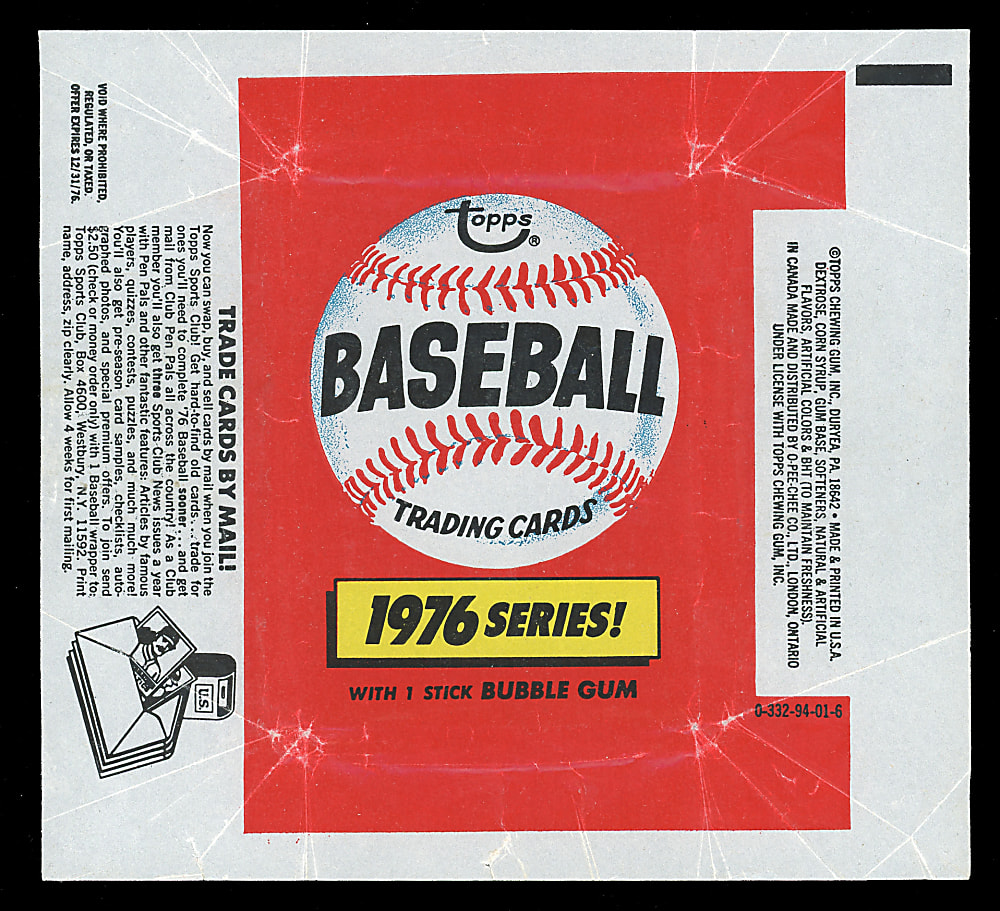 topps
®
BASEBALL
TRADING CARDS
1976 SERIES!
WITH 1 STICK BUBBLE GUM
TRADE CARDS BY MAIL!
Now you can swap, buy, and sell cards by mail when you join the
Topps Sports Club! Get hard-to-find old cards...trade for
ones you'll need to complete '76 Baseball sooner...and get
mail from Club Pen Pals all across the country! As a Club
member you'll also get three Sports Club News issues a year
with Pen Pals and other fantastic features: Articles by famous
players, quizzes, contests, puzzles, and much much more!
You'll also get pre-season card samples, checklists, auto-
graphed photos, and special premium offers. To join send
$2.50 (check or money order only) with 1 Baseball wrapper to:
Topps Sports Club, Box 4600, Westbury, N.Y. 11592. Print
name, address, zip clearly. Allow 4 weeks for first mailing.
VOID WHERE PROHIBITED,
REGULATED, OR TAXED.
OFFER EXPIRES 12/31/76.
U.S.
©TOPPS CHEWING GUM, INC., DURYEA, PA. 18642 • MADE & PRINTED IN U.S.A.
DEXTROSE, CORN SYRUP, GUM BASE, SOFTENERS, NATURAL & ARTIFICIAL
FLAVORS, ARTIFICIAL COLORS & BHT (TO MAINTAIN FRESHNESS).
IN CANADA MADE AND DISTRIBUTED BY O-PEE-CHEE CO., LTD., LONDON, ONTARIO
UNDER LICENSE WITH TOPPS CHEWING GUM, INC.
0-332-94-01-6